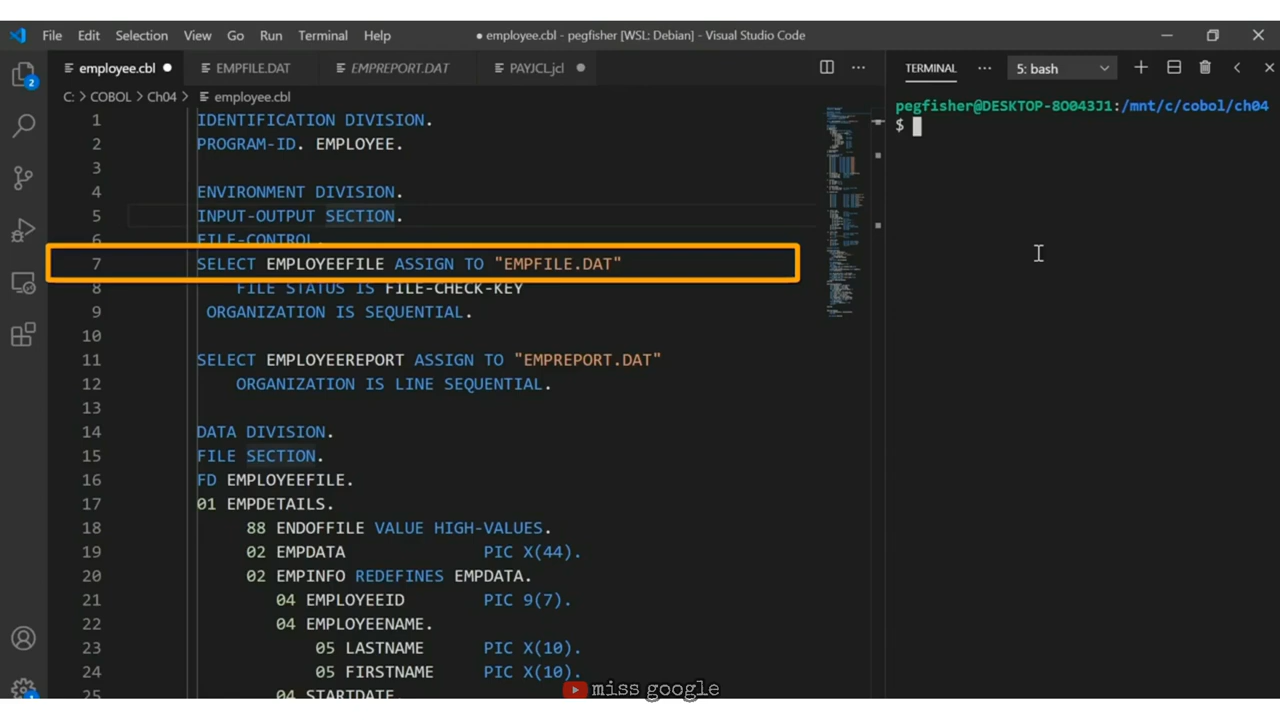 File Edit Selection View Go Run Terminal Help ● employee.cbl - pegfisher [WSL: Debian] - Visual Studio Code
employee.cbl ● EMPFILE.DAT EMPREPORT.DAT PAYJCL.jcl ●
C: > COBOL > Ch04 > employee.cbl
1 IDENTIFICATION DIVISION.
2 PROGRAM-ID. EMPLOYEE.
3
4 ENVIRONMENT DIVISION.
5 INPUT-OUTPUT SECTION.
6 FILE-CONTROL.
7 SELECT EMPLOYEEFILE ASSIGN TO "EMPFILE.DAT"
8 FILE STATUS IS FILE-CHECK-KEY
9 ORGANIZATION IS SEQUENTIAL.
10
11 SELECT EMPLOYEEREPORT ASSIGN TO "EMPREPORT.DAT"
12 ORGANIZATION IS LINE SEQUENTIAL.
13
14 DATA DIVISION.
15 FILE SECTION.
16 FD EMPLOYEEFILE.
17 01 EMPDETAILS.
18 88 ENDOFFILE VALUE HIGH-VALUES.
19 02 EMPDATA PIC X(44).
20 02 EMPINFO REDEFINES EMPDATA.
21 04 EMPLOYEEID PIC 9(7).
22 04 EMPLOYEENAME.
23 05 LASTNAME PIC X(10).
24 05 FIRSTNAME PIC X(10).
25 04 STARTDATE.
TERMINAL ... 5: bash
pegfisher@DESKTOP-8O043J1:/mnt/c/cobol/ch04
$
2
1
miss google